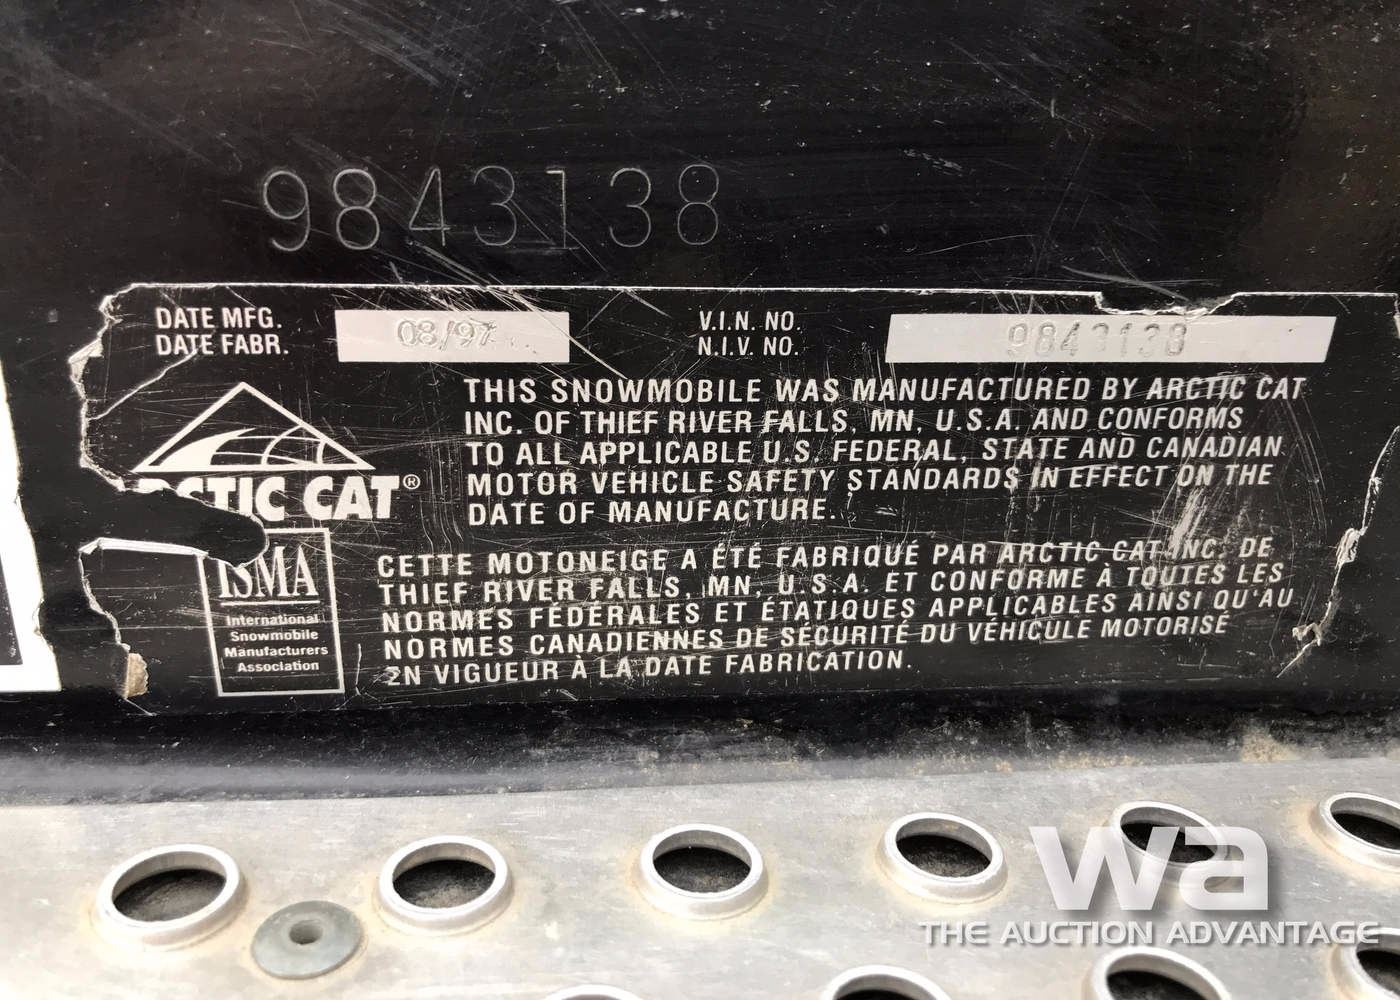 9843138
DATE MFG. 08/97 V.I.N. NO. 9843138
DATE FABR. N.I.V. NO.
THIS SNOWMOBILE WAS MANUFACTURED BY ARCTIC CAT
INC. OF THIEF RIVER FALLS, MN, U.S.A. AND CONFORMS
TO ALL APPLICABLE U.S. FEDERAL, STATE AND CANADIAN
MOTOR VEHICLE SAFETY STANDARDS IN EFFECT ON THE
DATE OF MANUFACTURE.
ARCTIC CAT®
ISMA
International
Snowmobile
Manufacturers
Association
CETTE MOTONEIGE A ÉTÉ FABRIQUÉ PAR ARCTIC CAT INC. DE
THIEF RIVER FALLS, MN, U.S.A. ET CONFORME À TOUTES LES
NORMES FÉDÉRALES ET ÉTATIQUES APPLICABLES AINSI QU'AU
NORMES CANADIENNES DE SÉCURITÉ DU VÉHICULE MOTORISÉ
EN VIGUEUR À LA DATE FABRICATION.
wa
THE AUCTION ADVANTAGE